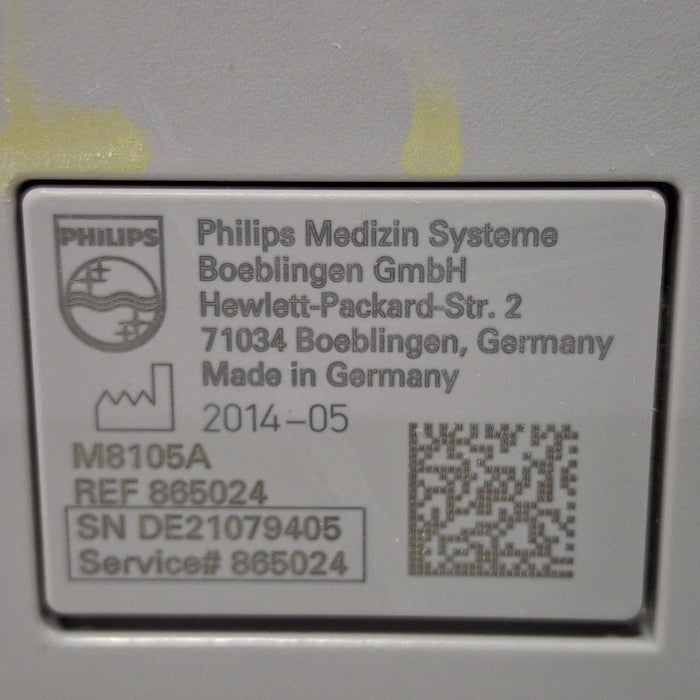 PHILIPS
Philips Medizin Systeme
Boeblingen GmbH
Hewlett-Packard-Str. 2
71034 Boeblingen, Germany
Made in Germany
2014-05
M8105A
REF 865024
SN DE21079405
Service# 865024